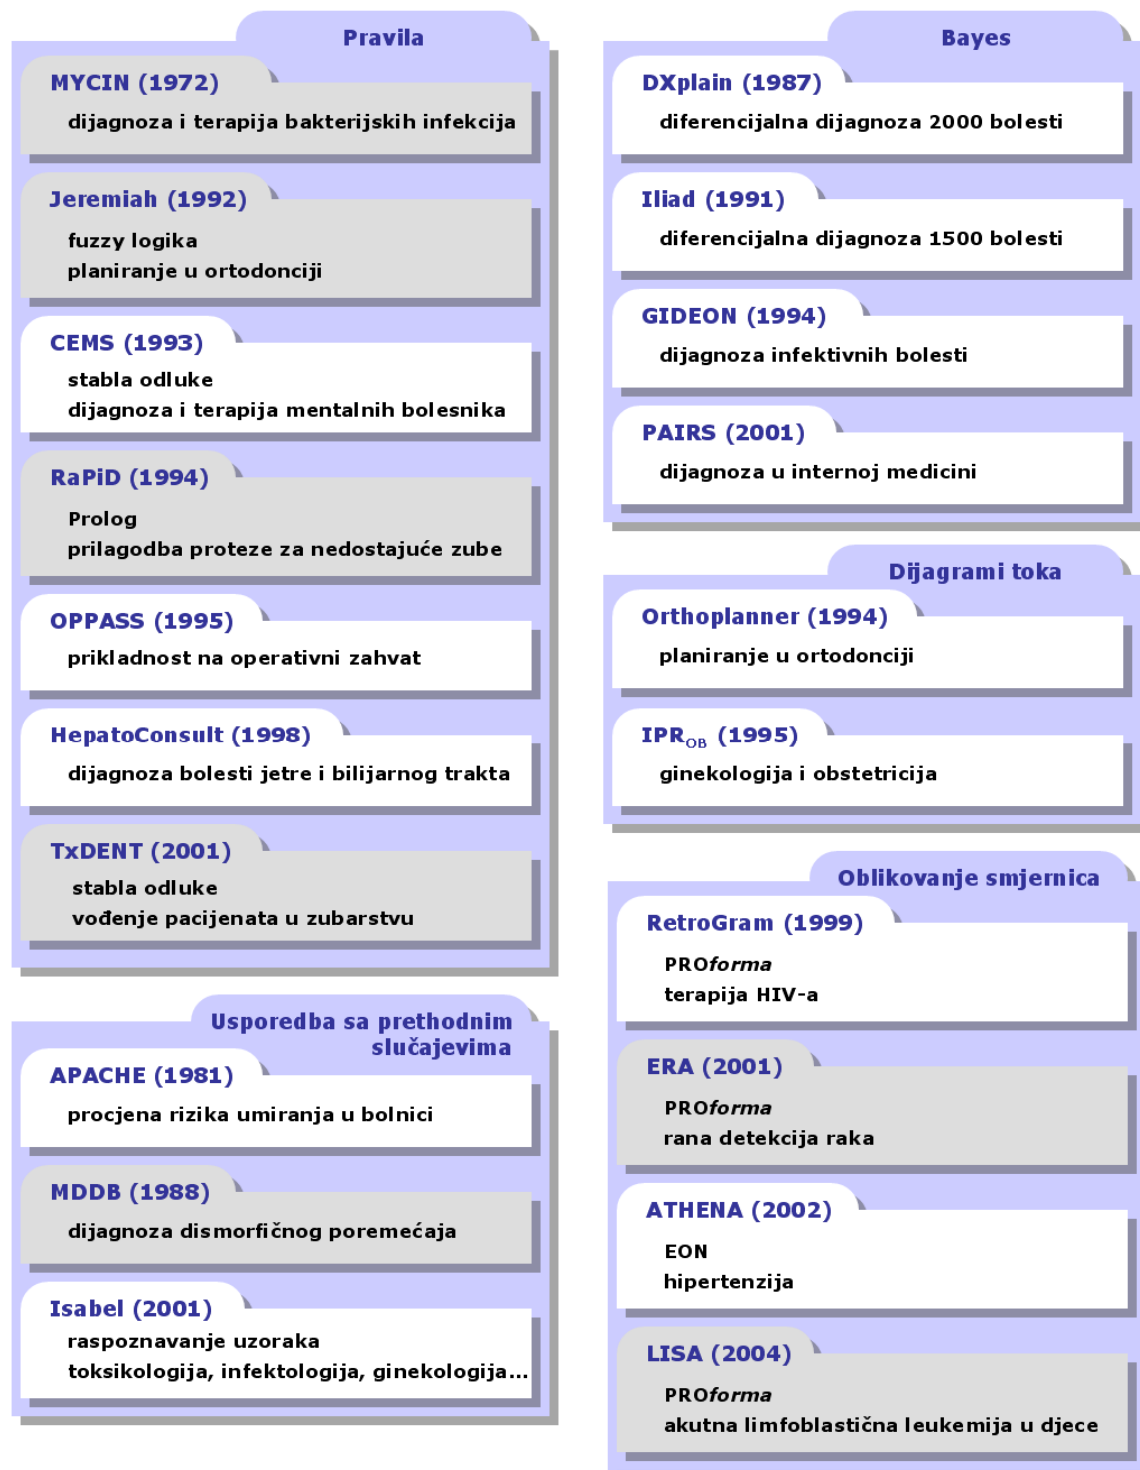 Pravila
MYCIN (1972)
dijagnoza i terapija bakterijskih infekcija
Jeremiah (1992)
fuzzy logika
planiranje u ortodonciji
CEMS (1993)
stabla odluke
dijagnoza i terapija mentalnih bolesnika
RaPiD (1994)
Prolog
prilagodba proteze za nedostajuće zube
OPPASS (1995)
prikladnost na operativni zahvat
HepatoConsult (1998)
dijagnoza bolesti jetre i bilijarnog trakta
TxDENT (2001)
stabla odluke
vođenje pacijenata u zubarstvu
Usporedba sa prethodnim
slučajevima
APACHE (1981)
procjena rizika umiranja u bolnici
MDDB (1988)
dijagnoza dismorfičnog poremećaja
Isabel (2001)
raspoznavanje uzoraka
toksikologija, infektologija, ginekologija...
Bayes
DXplain (1987)
diferencijalna dijagnoza 2000 bolesti
Iliad (1991)
diferencijalna dijagnoza 1500 bolesti
GIDEON (1994)
dijagnoza infektivnih bolesti
PAIRS (2001)
dijagnoza u internoj medicini
Dijagrami toka
Orthoplanner (1994)
planiranje u ortodonciji
IPROB (1995)
ginekologija i obstetricija
Oblikovanje smjernica
RetroGram (1999)
PROforma
terapija HIV-a
ERA (2001)
PROforma
rana detekcija raka
ATHENA (2002)
EON
hipertenzija
LISA (2004)
PROforma
akutna limfoblastična leukemija u djece